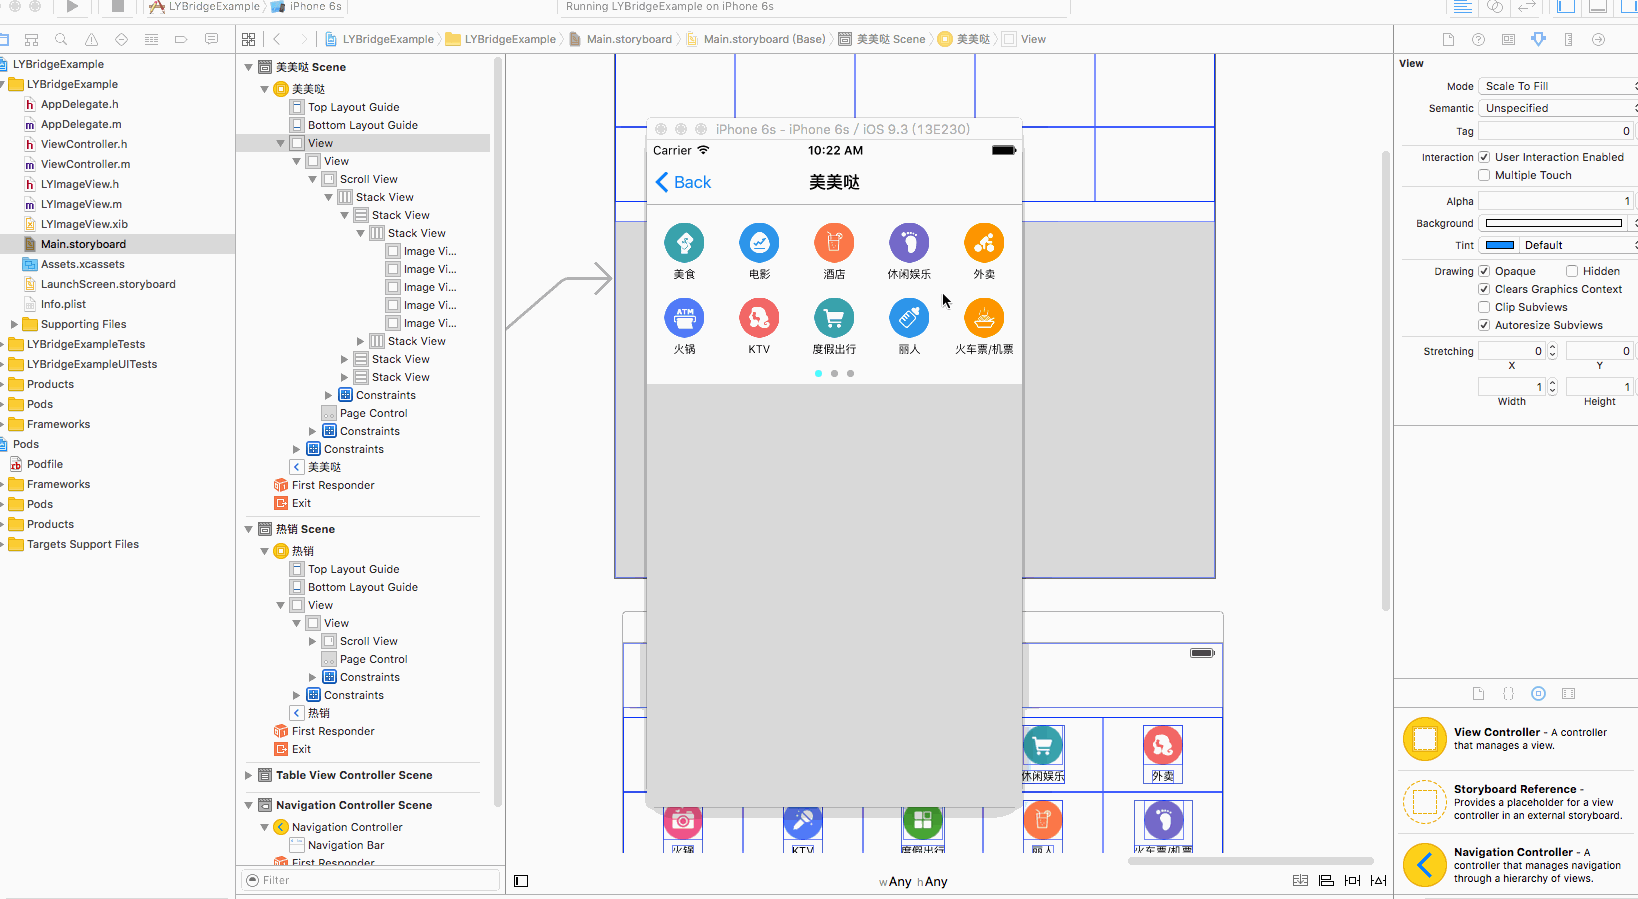 LYBridgeExample
iPhone 6s
Running LYBridgeExample on iPhone 6s
LYBridgeExample
LYBridgeExample
Main.storyboard
Main.storyboard (Base)
美美哒 Scene
美美哒
View
LYBridgeExample
LYBridgeExample
AppDelegate.h
AppDelegate.m
ViewController.h
ViewController.m
LYImageView.h
LYImageView.m
LYImageView.xib
Main.storyboard
Assets.xcassets
LaunchScreen.storyboard
Info.plist
Supporting Files
LYBridgeExampleTests
LYBridgeExampleUITests
Products
Pods
Frameworks
Pods
Podfile
Frameworks
Pods
Products
Targets Support Files
美美哒 Scene
美美哒
Top Layout Guide
Bottom Layout Guide
View
View
Scroll View
Stack View
Stack View
Stack View
Image Vi...
Image Vi...
Image Vi...
Image Vi...
Image Vi...
Stack View
Stack View
Stack View
Constraints
Page Control
Constraints
Constraints
美美哒
First Responder
Exit
热销 Scene
热销
Top Layout Guide
Bottom Layout Guide
View
View
Scroll View
Page Control
Constraints
Constraints
热销
First Responder
Exit
Table View Controller Scene
Navigation Controller Scene
Navigation Controller
Navigation Bar
First Responder
Filter
iPhone 6s - iPhone 6s / iOS 9.3 (13E230)
Carrier 10:22 AM
Back 美美哒
美食 电影 酒店 休闲娱乐 外卖
ATM
火锅 KTV 度假出行 丽人 火车票/机票
休闲娱乐 外卖
火锅 KTV 度假出行 丽人 火车票/机票
wAny hAny
View
Mode Scale To Fill
Semantic Unspecified
Tag 0
Interaction User Interaction Enabled
Multiple Touch
Alpha 1
Background
Tint Default
Drawing Opaque Hidden
Clears Graphics Context
Clip Subviews
Autoresize Subviews
Stretching 0 0
X Y
1 1
Width Height
View Controller - A controller
that manages a view.
Storyboard Reference -
Provides a placeholder for a view
controller in an external storyboard.
Navigation Controller - A
controller that manages navigation
through a hierarchy of views.